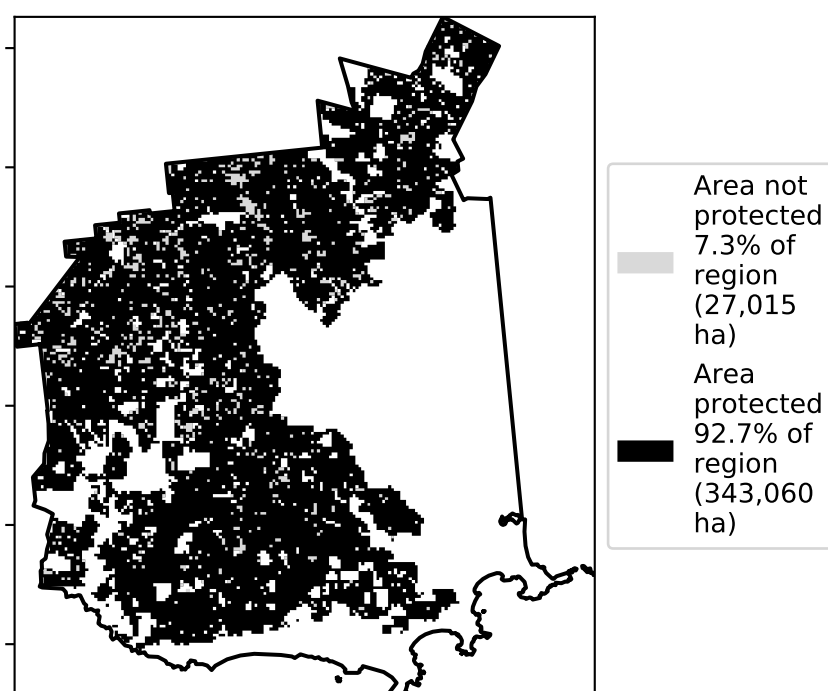 Area not
protected
7.3% of
region
(27,015
ha)
Area
protected
92.7% of
region
(343,060
ha)